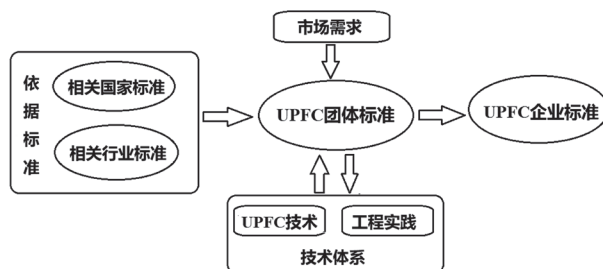 市场需求
依据标准
相关国家标准
相关行业标准
UPFC团体标准
UPFC企业标准
UPFC技术
工程实践
技术体系